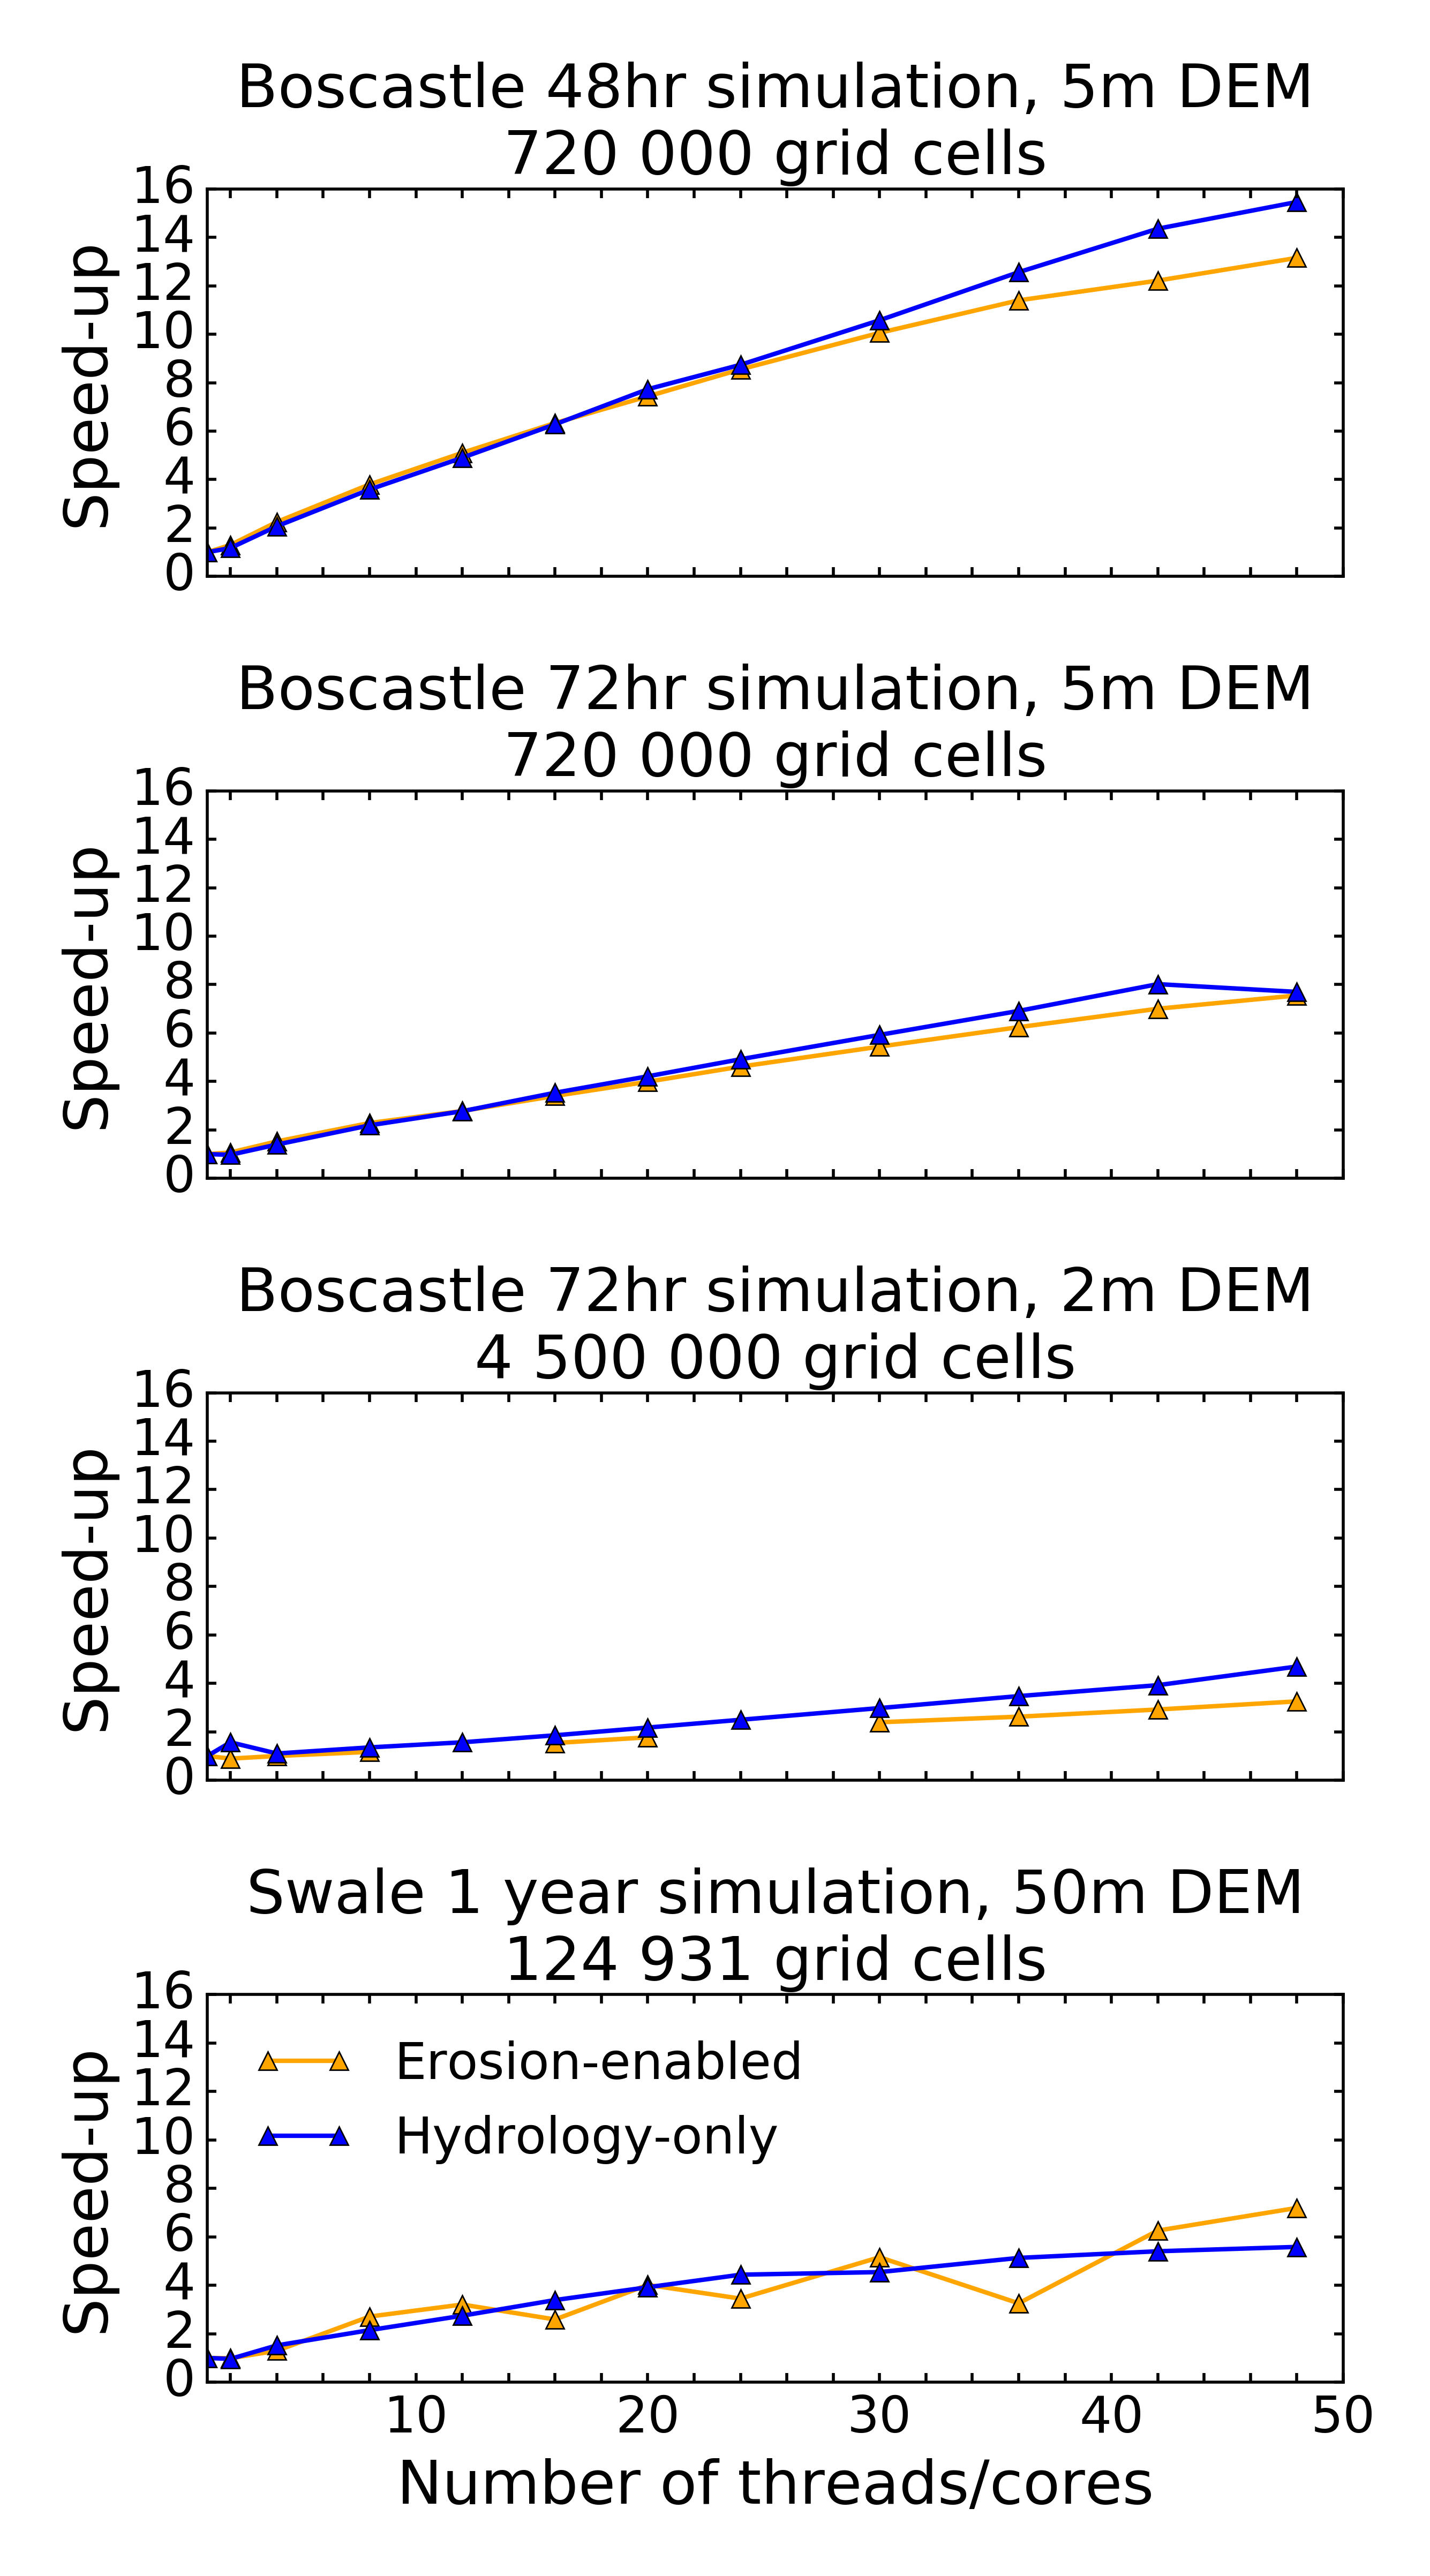 Boscastle 48hr simulation, 5m DEM
720 000 grid cells
16
14
12
10
8
6
4
2
0
Speed-up
Boscastle 72hr simulation, 5m DEM
720 000 grid cells
16
14
12
10
8
6
4
2
0
Speed-up
Boscastle 72hr simulation, 2m DEM
4 500 000 grid cells
16
14
12
10
8
6
4
2
0
Speed-up
Swale 1 year simulation, 50m DEM
124 931 grid cells
16
14
12
10
8
6
4
2
0
Speed-up
Erosion-enabled
Hydrology-only
10 20 30 40 50
Number of threads/cores